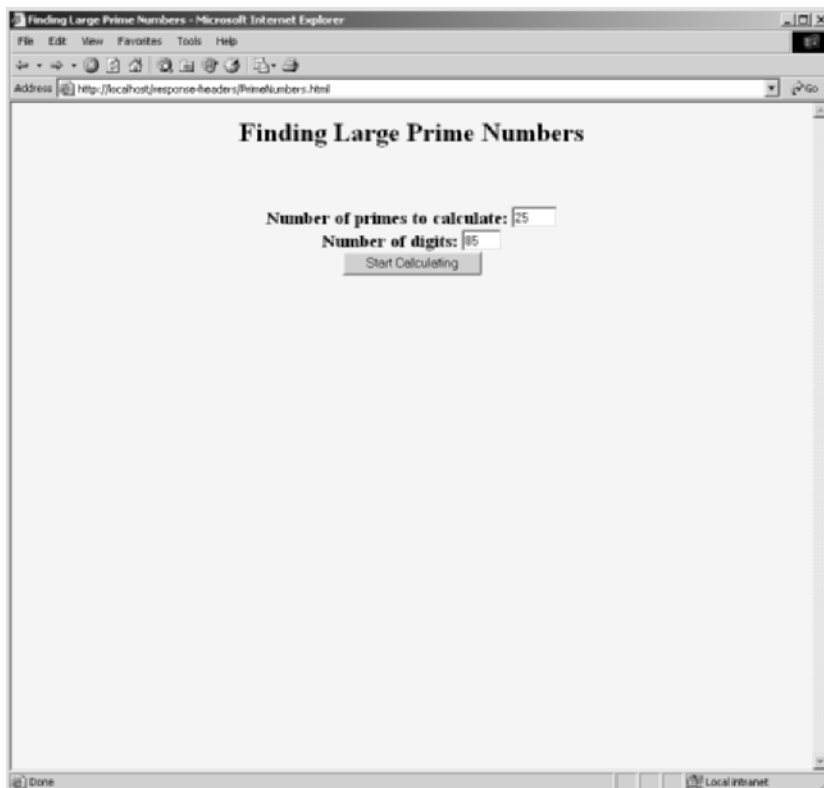 Finding Large Prime Numbers - Microsoft Internet Explorer
File Edit View Favorites Tools Help
Address http://localhost/response-headers/PrimeNumbers.html Go
Finding Large Prime Numbers
Number of primes to calculate: 25
Number of digits: 85
Start Calculating
Done Local intranet